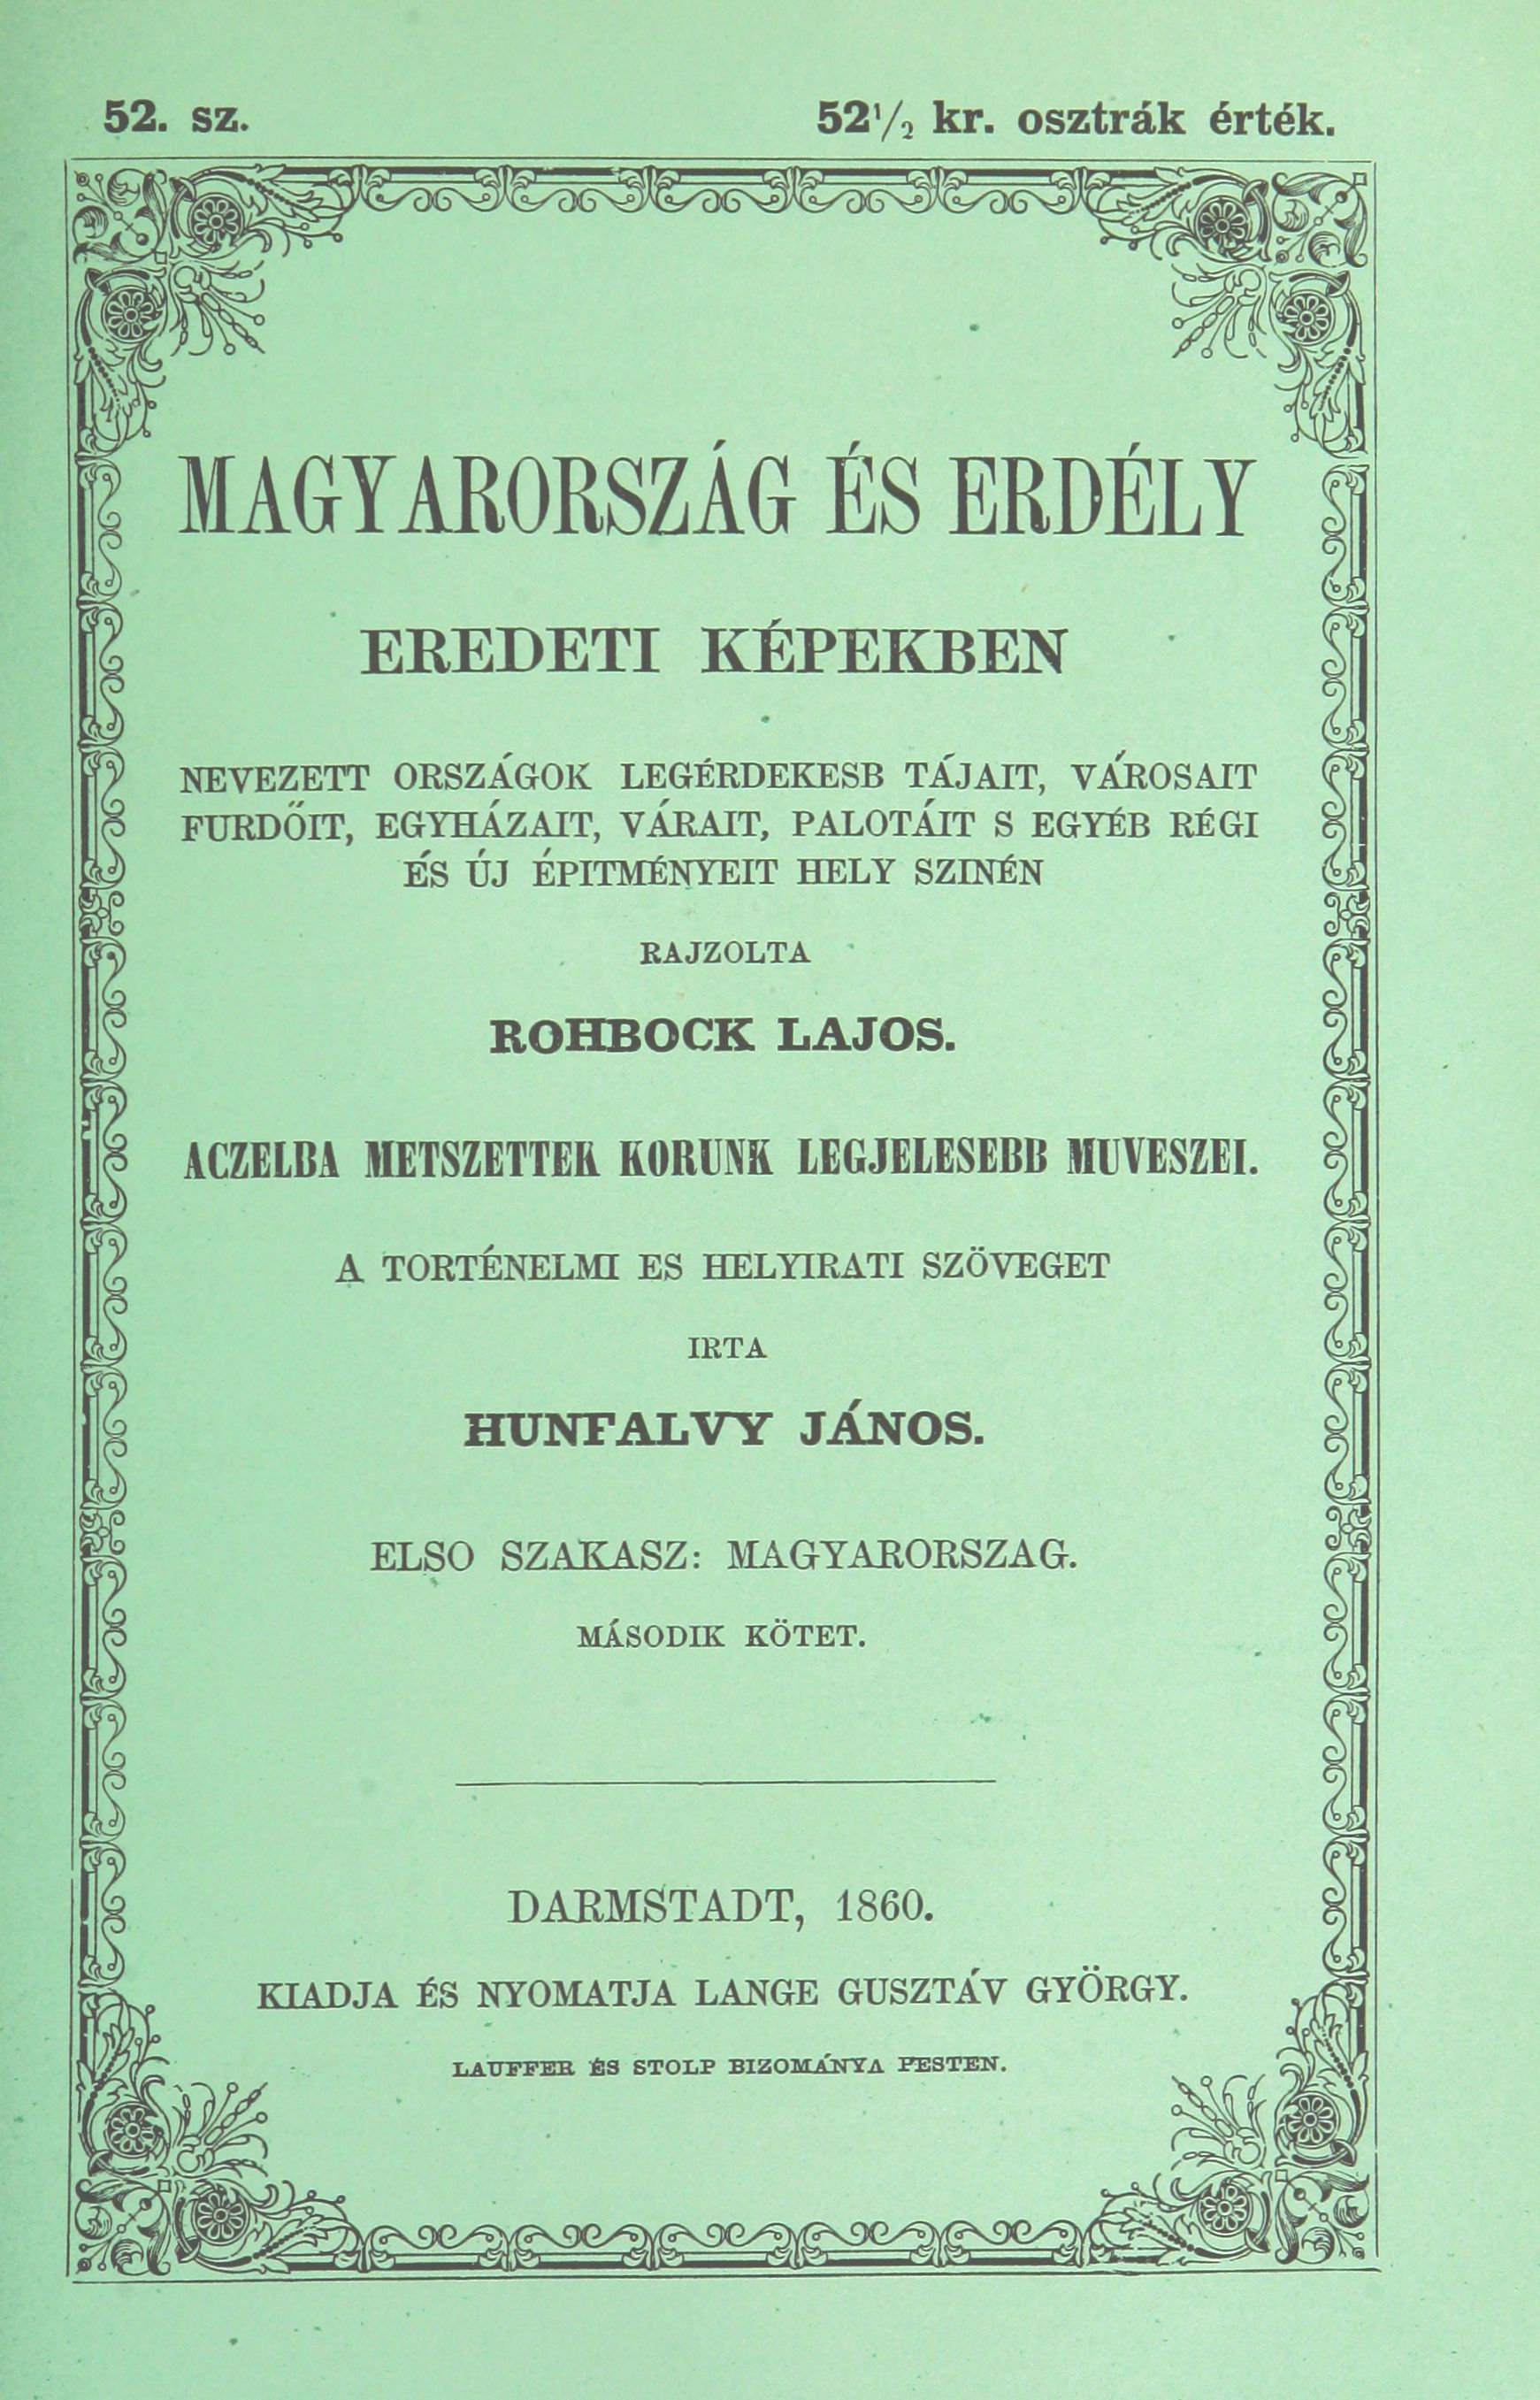 52. sz.
52 1/2 kr. osztrák érték.
MAGYARORSZÁG ÉS ERDÉLY
EREDETI KÉPEKBEN
NEVEZETT ORSZÁGOK LEGÉRDEKESB TÁJAIT, VÁROSAIT
FURDŐIT, EGYHÁZAIT, VÁRAIT, PALOTÁIT S EGYÉB RÉGI
ÉS ÚJ ÉPITMÉNYEIT HELY SZINÉN
RAJZOLTA
ROHBOCK LAJOS.
ACZELBA METSZETTEK KORUNK LEGJELESEBB MUVESZEI.
A TORTÉNELMI ES HELYIRATI SZÖVEGET
IRTA
HUNFALVY JÁNOS.
ELSO SZAKASZ: MAGYARORSZAG.
MÁSODIK KÖTET.
DARMSTADT, 1860.
KIADJA ÉS NYOMATJA LANGE GUSZTÁV GYÖRGY.
LAUFFER ÉS STOLP BIZOMÁNYA PESTEN.